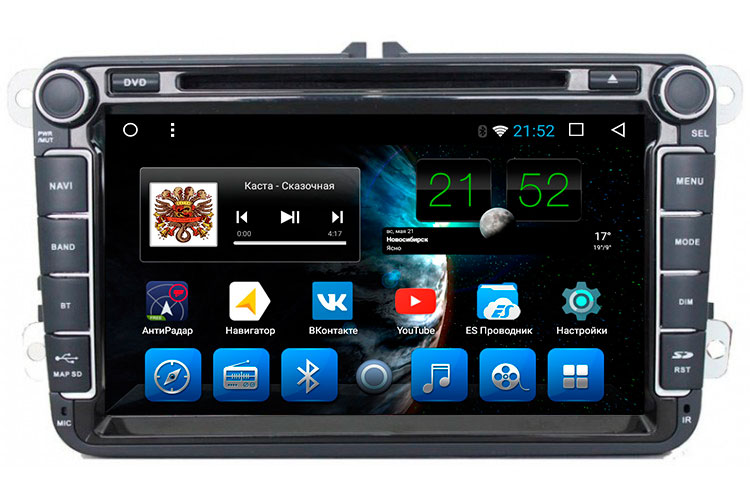 DVD
PWR
/MUT
SEL
NAVI
BAND
BT
MAP SD
MIC
MENU
MODE
DIM
SD
RST
IR
21:52
Каста - Сказочная
0:00
4:17
21 52
вс, мая 21
Новосибирск
Ясно
17°
19°/9°
АнтиРадар
Навигатор
ВКонтакте
YouTube
ES Проводник
Настройки
ES